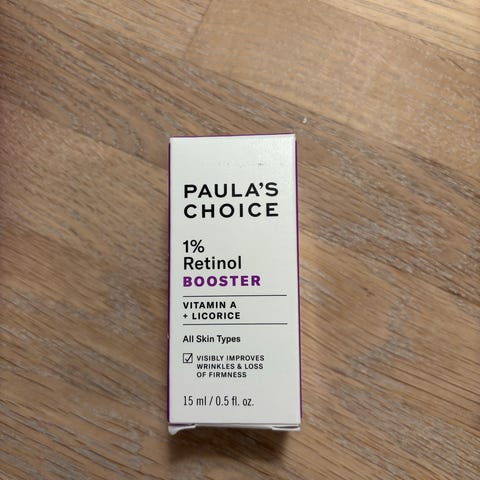 PAULA'S
CHOICE
1%
Retinol
BOOSTER
VITAMIN A
+ LICORICE
All Skin Types
VISIBLY IMPROVES
WRINKLES & LOSS
OF FIRMNESS
15 ml / 0.5 fl. oz.